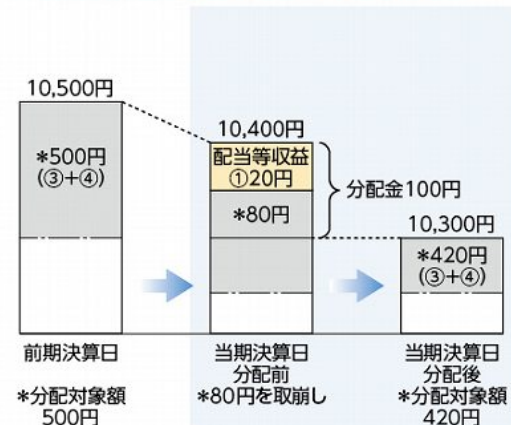 10,500円
*500円
(③+④)
前期決算日
*分配対象額
500円
10,400円
配当等収益
①20円
*80円
分配金100円
当期決算日
分配前
*80円を取崩し
10,300円
*420円
(③+④)
当期決算日
分配後
*分配対象額
420円